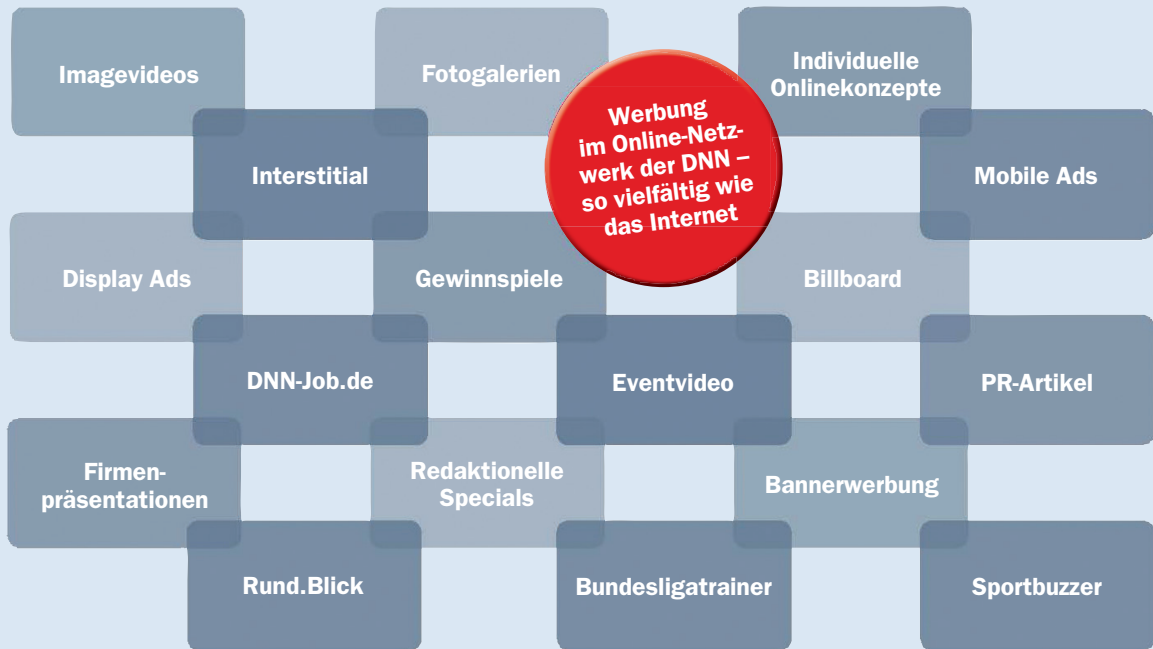 Imagevideos
Fotogalerien
Individuelle
Onlinekonzepte
Werbung
im Online-Netz-
werk der DNN –
so vielfältig wie
das Internet
Interstitial
Mobile Ads
Display Ads
Gewinnspiele
Billboard
DNN-Job.de
Eventvideo
PR-Artikel
Firmen-
präsentationen
Redaktionelle
Specials
Bannerwerbung
Rund.Blick
Bundesligatrainer
Sportbuzzer